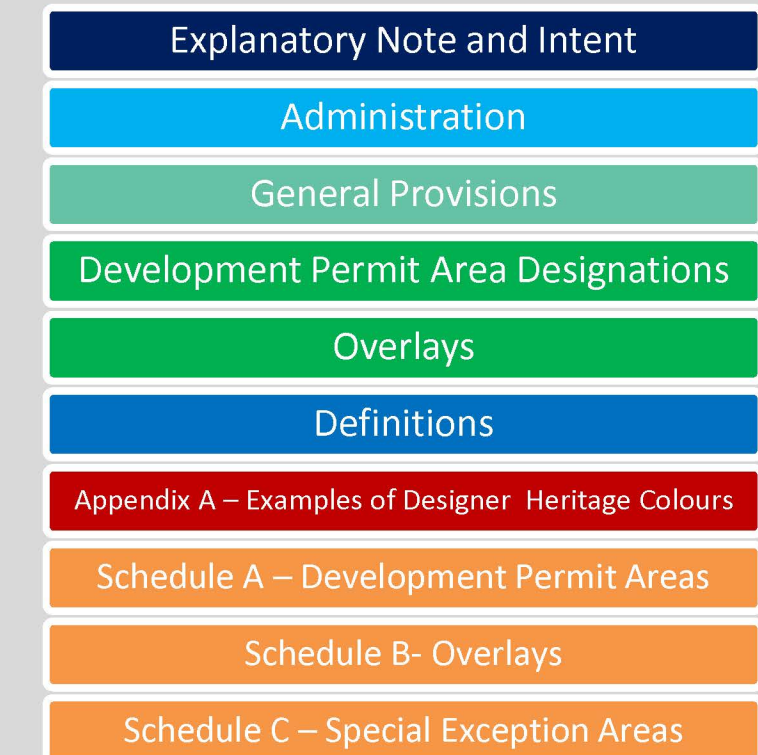 Explanatory Note and Intent
Administration
General Provisions
Development Permit Area Designations
Overlays
Definitions
Appendix A – Examples of Designer  Heritage Colours
Schedule A – Development Permit Areas
Schedule B- Overlays
Schedule C – Special Exception Areas